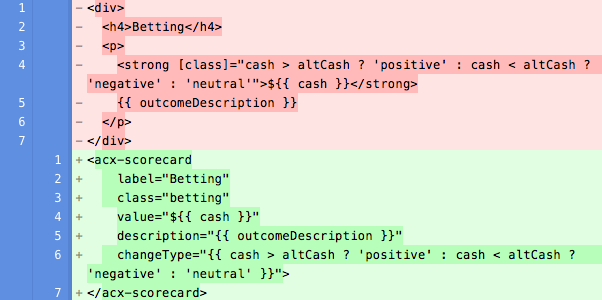 1 - <div>
2 -   <h4>Betting</h4>
3 -   <p>
4 -     <strong [class]="cash > altCash ? 'positive' : cash < altCash ?
'negative' : 'neutral'">${{ cash }}</strong>
5 -     {{ outcomeDescription }}
6 -   </p>
7 - </div>
1 + <acx-scorecard
2 +     label="Betting"
3 +     class="betting"
4 +     value="${{ cash }}"
5 +     description="{{ outcomeDescription }}"
6 +     changeType="{{ cash > altCash ? 'positive' : cash < altCash ?
'negative' : 'neutral' }}">
7 + </acx-scorecard>